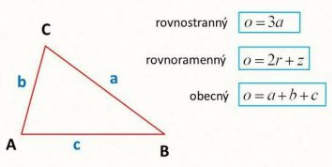 rovnostranný o = 3a
C
rovnoramenný o = 2r + z
b a
obecný o = a + b + c
A c B